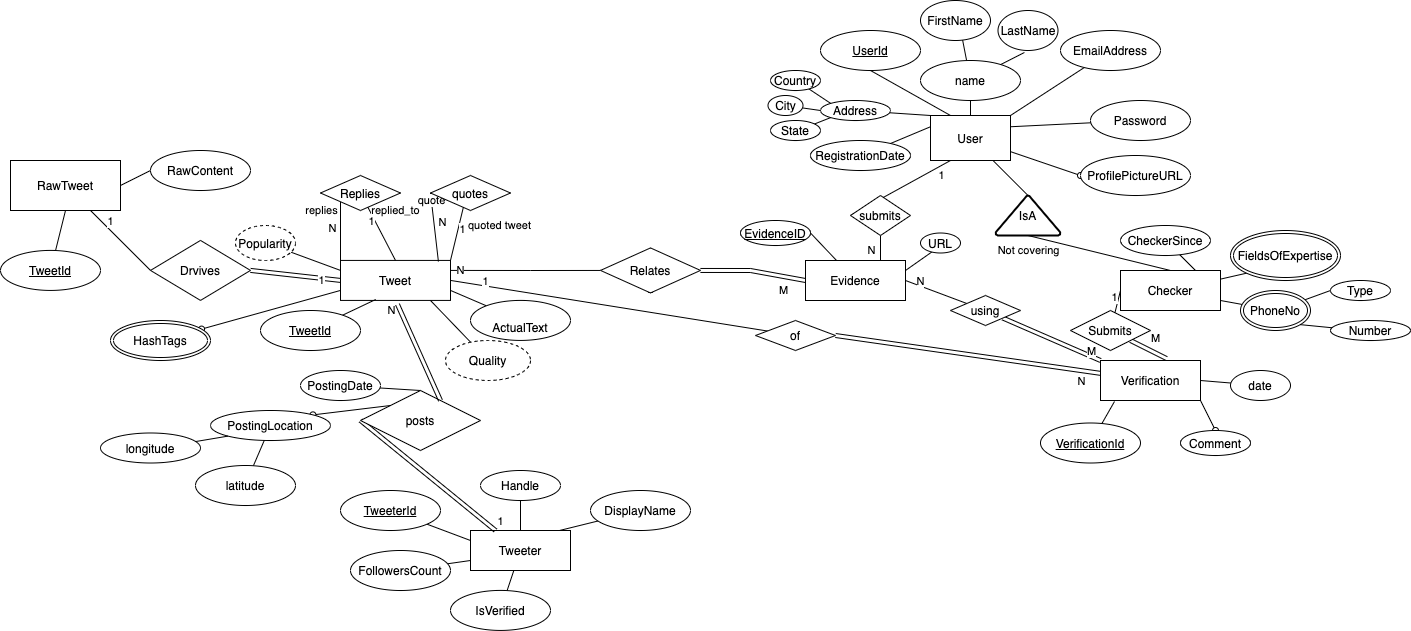 FirstName
LastName
UserId
EmailAddress
name
Country
City
Address
State
Password
User
RegistrationDate
RawContent
ProfilePictureURL
RawTweet
1
Replies
quotes
quote
replies
replied_to
IsA
submits
1
N
1
N
1
quoted tweet
EvidenceID
Popularity
URL
CheckerSince
N
Not covering
FieldsOfExpertise
TweetId
Drvives
1
Tweet
N
Relates
M
1
Evidence
N
Checker
Type
PhoneNo
1
using
Number
N
HashTags
TweetId
ActualText
of
Submits
M
M
Quality
N
Verification
date
PostingDate
PostingLocation
posts
longitude
VerificationId
Comment
latitude
Handle
TweeterId
DisplayName
1
Tweeter
FollowersCount
IsVerified